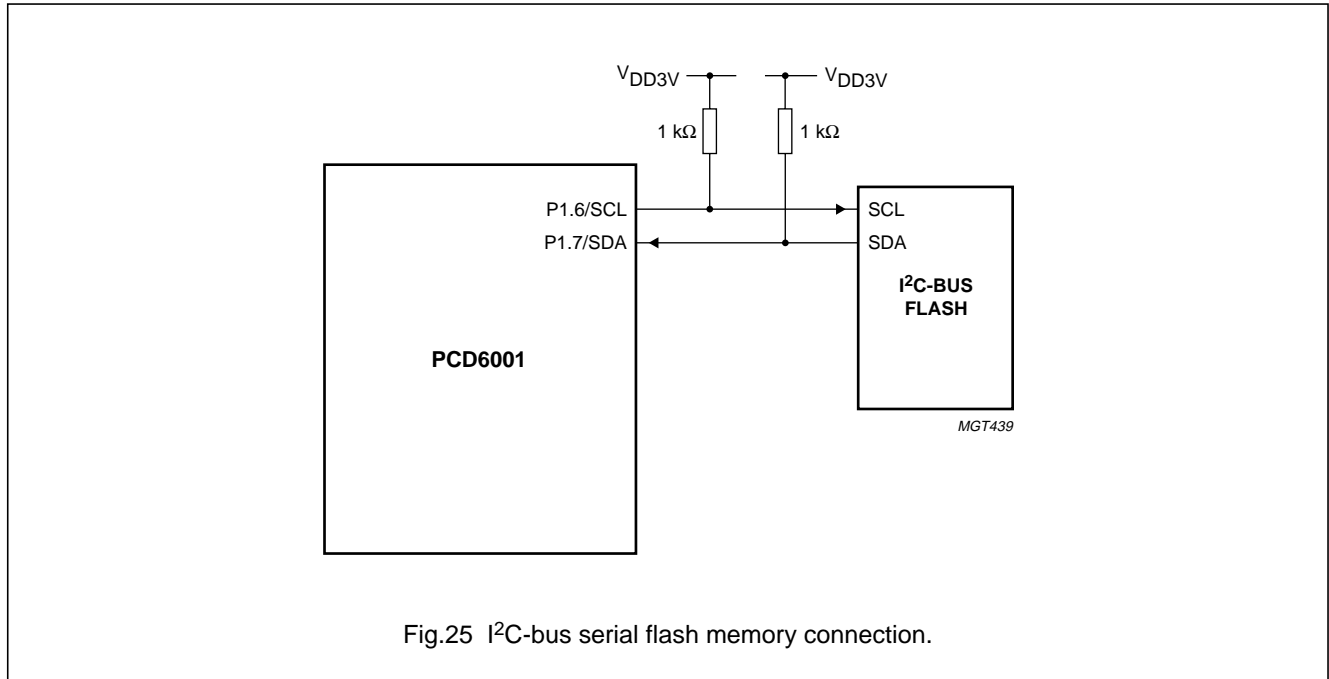 VDD3V VDD3V
1 kΩ 1 kΩ
P1.6/SCL SCL
P1.7/SDA SDA
I2C-BUS
FLASH
PCD6001
MGT439
Fig.25 I2C-bus serial flash memory connection.